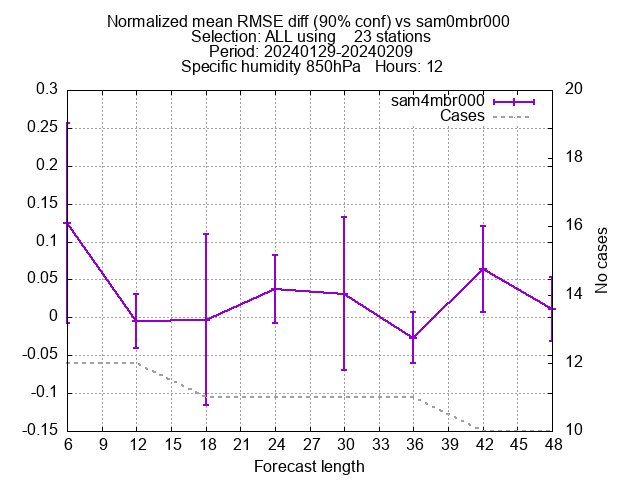 Normalized mean RMSE diff (90% conf) vs sam0mbr000
Selection: ALL using    23 stations
Period: 20240129-20240209
Specific humidity 850hPa   Hours: 12
sam4mbr000
Cases
0.3
0.25
0.2
0.15
0.1
0.05
0
-0.05
-0.1
-0.15
20
18
16
14
12
10
No cases
6 9 12 15 18 21 24 27 30 33 36 39 42 45 48
Forecast length